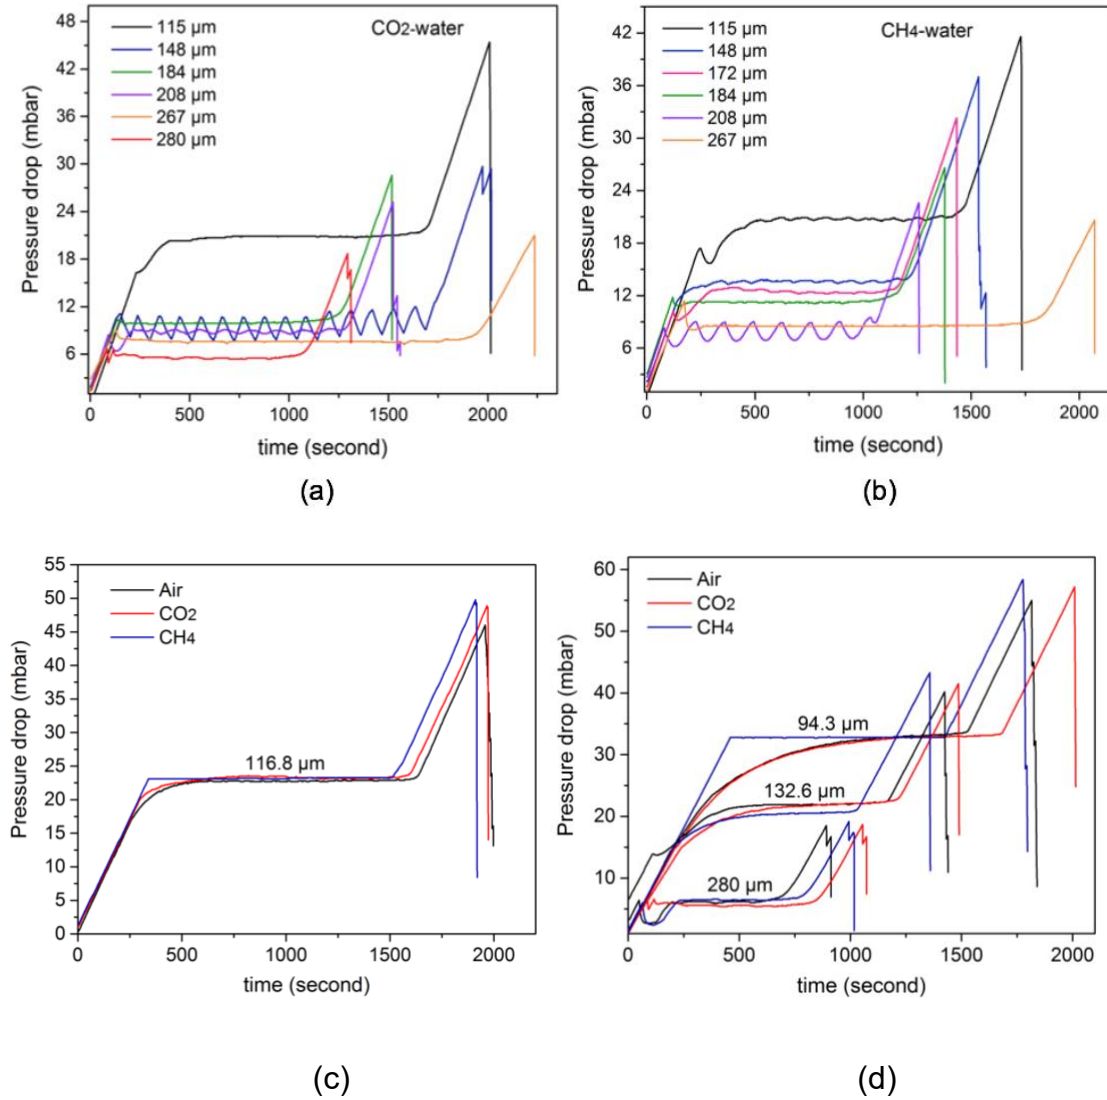 CO2-water
115 µm
148 µm
184 µm
208 µm
267 µm
280 µm
48
42
36
30
24
18
12
6
Pressure drop (mbar)
0 500 1000 1500 2000
time (second)
(a)
CH4-water
115 µm
148 µm
172 µm
184 µm
208 µm
267 µm
42
36
30
24
18
12
6
Pressure drop (mbar)
0 500 1000 1500 2000
time (second)
(b)
Air
CO2
CH4
116.8 µm
55
50
45
40
35
30
25
20
15
10
5
0
Pressure drop (mbar)
0 500 1000 1500 2000
time (second)
(c)
Air
CO2
CH4
94.3 µm
132.6 µm
280 µm
60
50
40
30
20
10
Pressure drop (mbar)
0 500 1000 1500 2000
time (second)
(d)